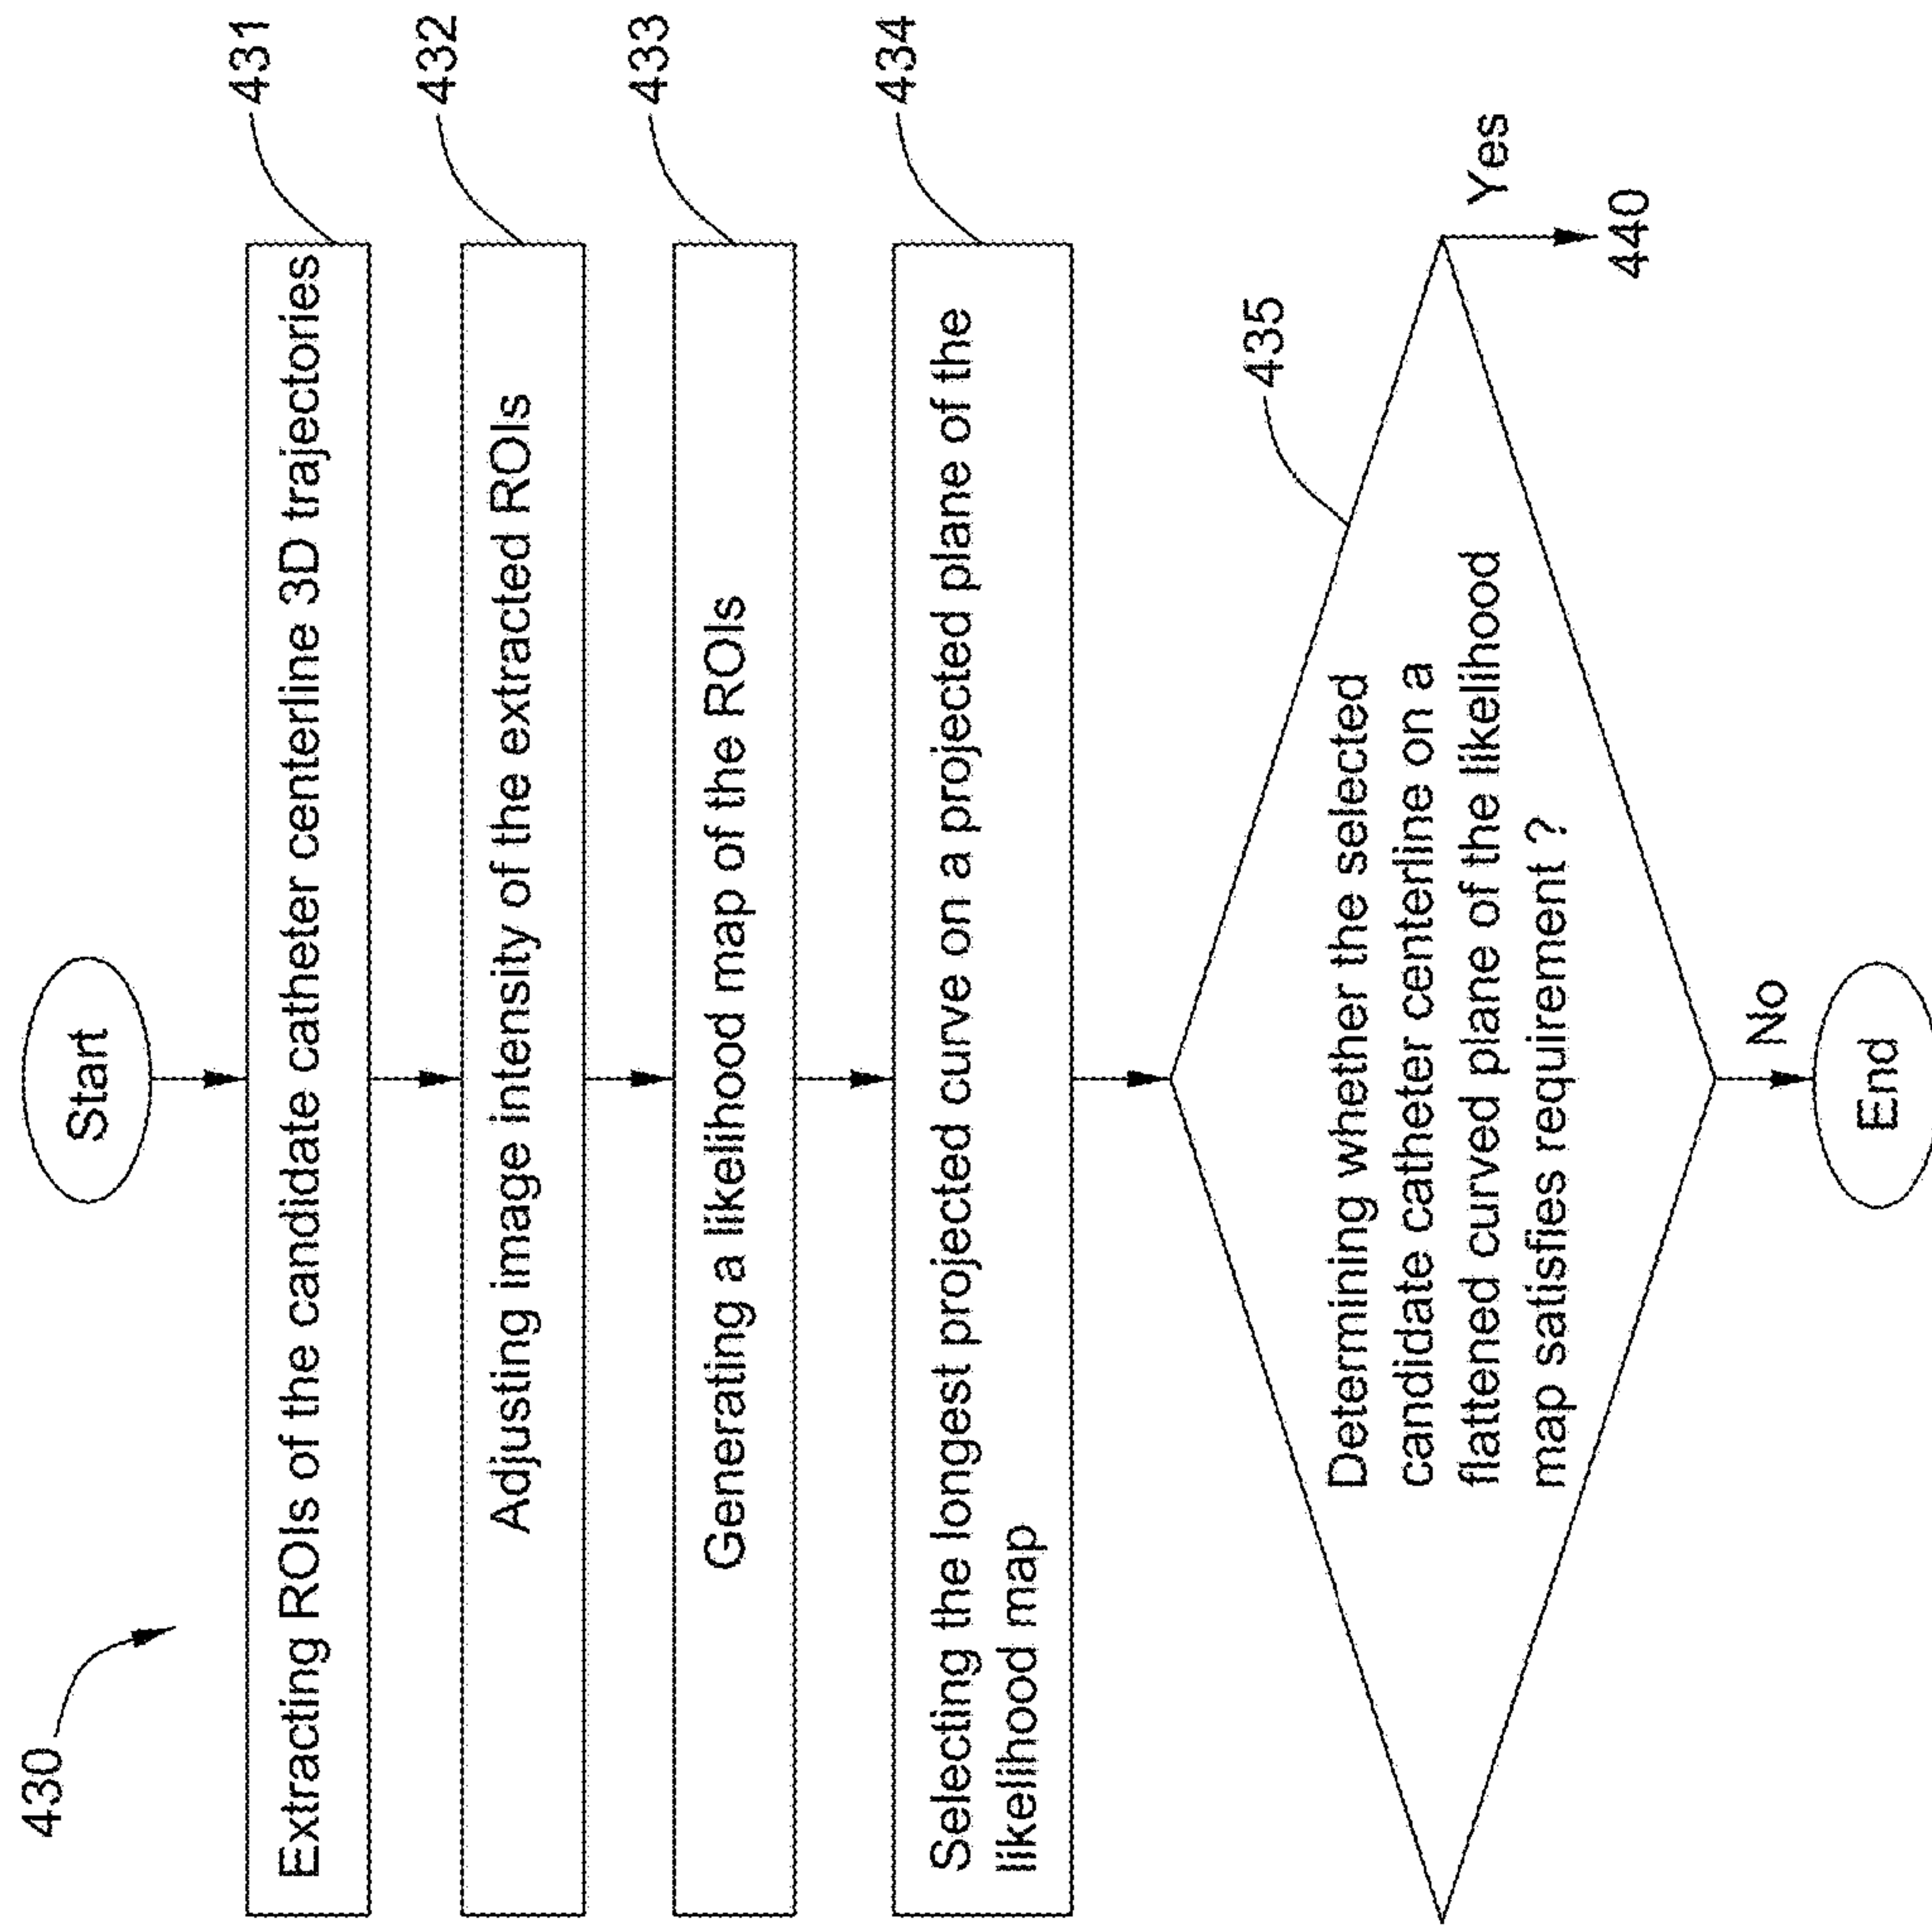 430
Start
Extracting ROIs of the candidate catheter centerline 3D trajectories
431
Adjusting image intensity of the extracted ROIs
432
Generating a likelihood map of the ROIs
433
Selecting the longest projected curve on a projected plane of the
likelihood map
434
Determining whether the selected
candidate catheter centerline on a
flattened curved plane of the likelihood
map satisfies requirement ?
435
Yes
440
No
End